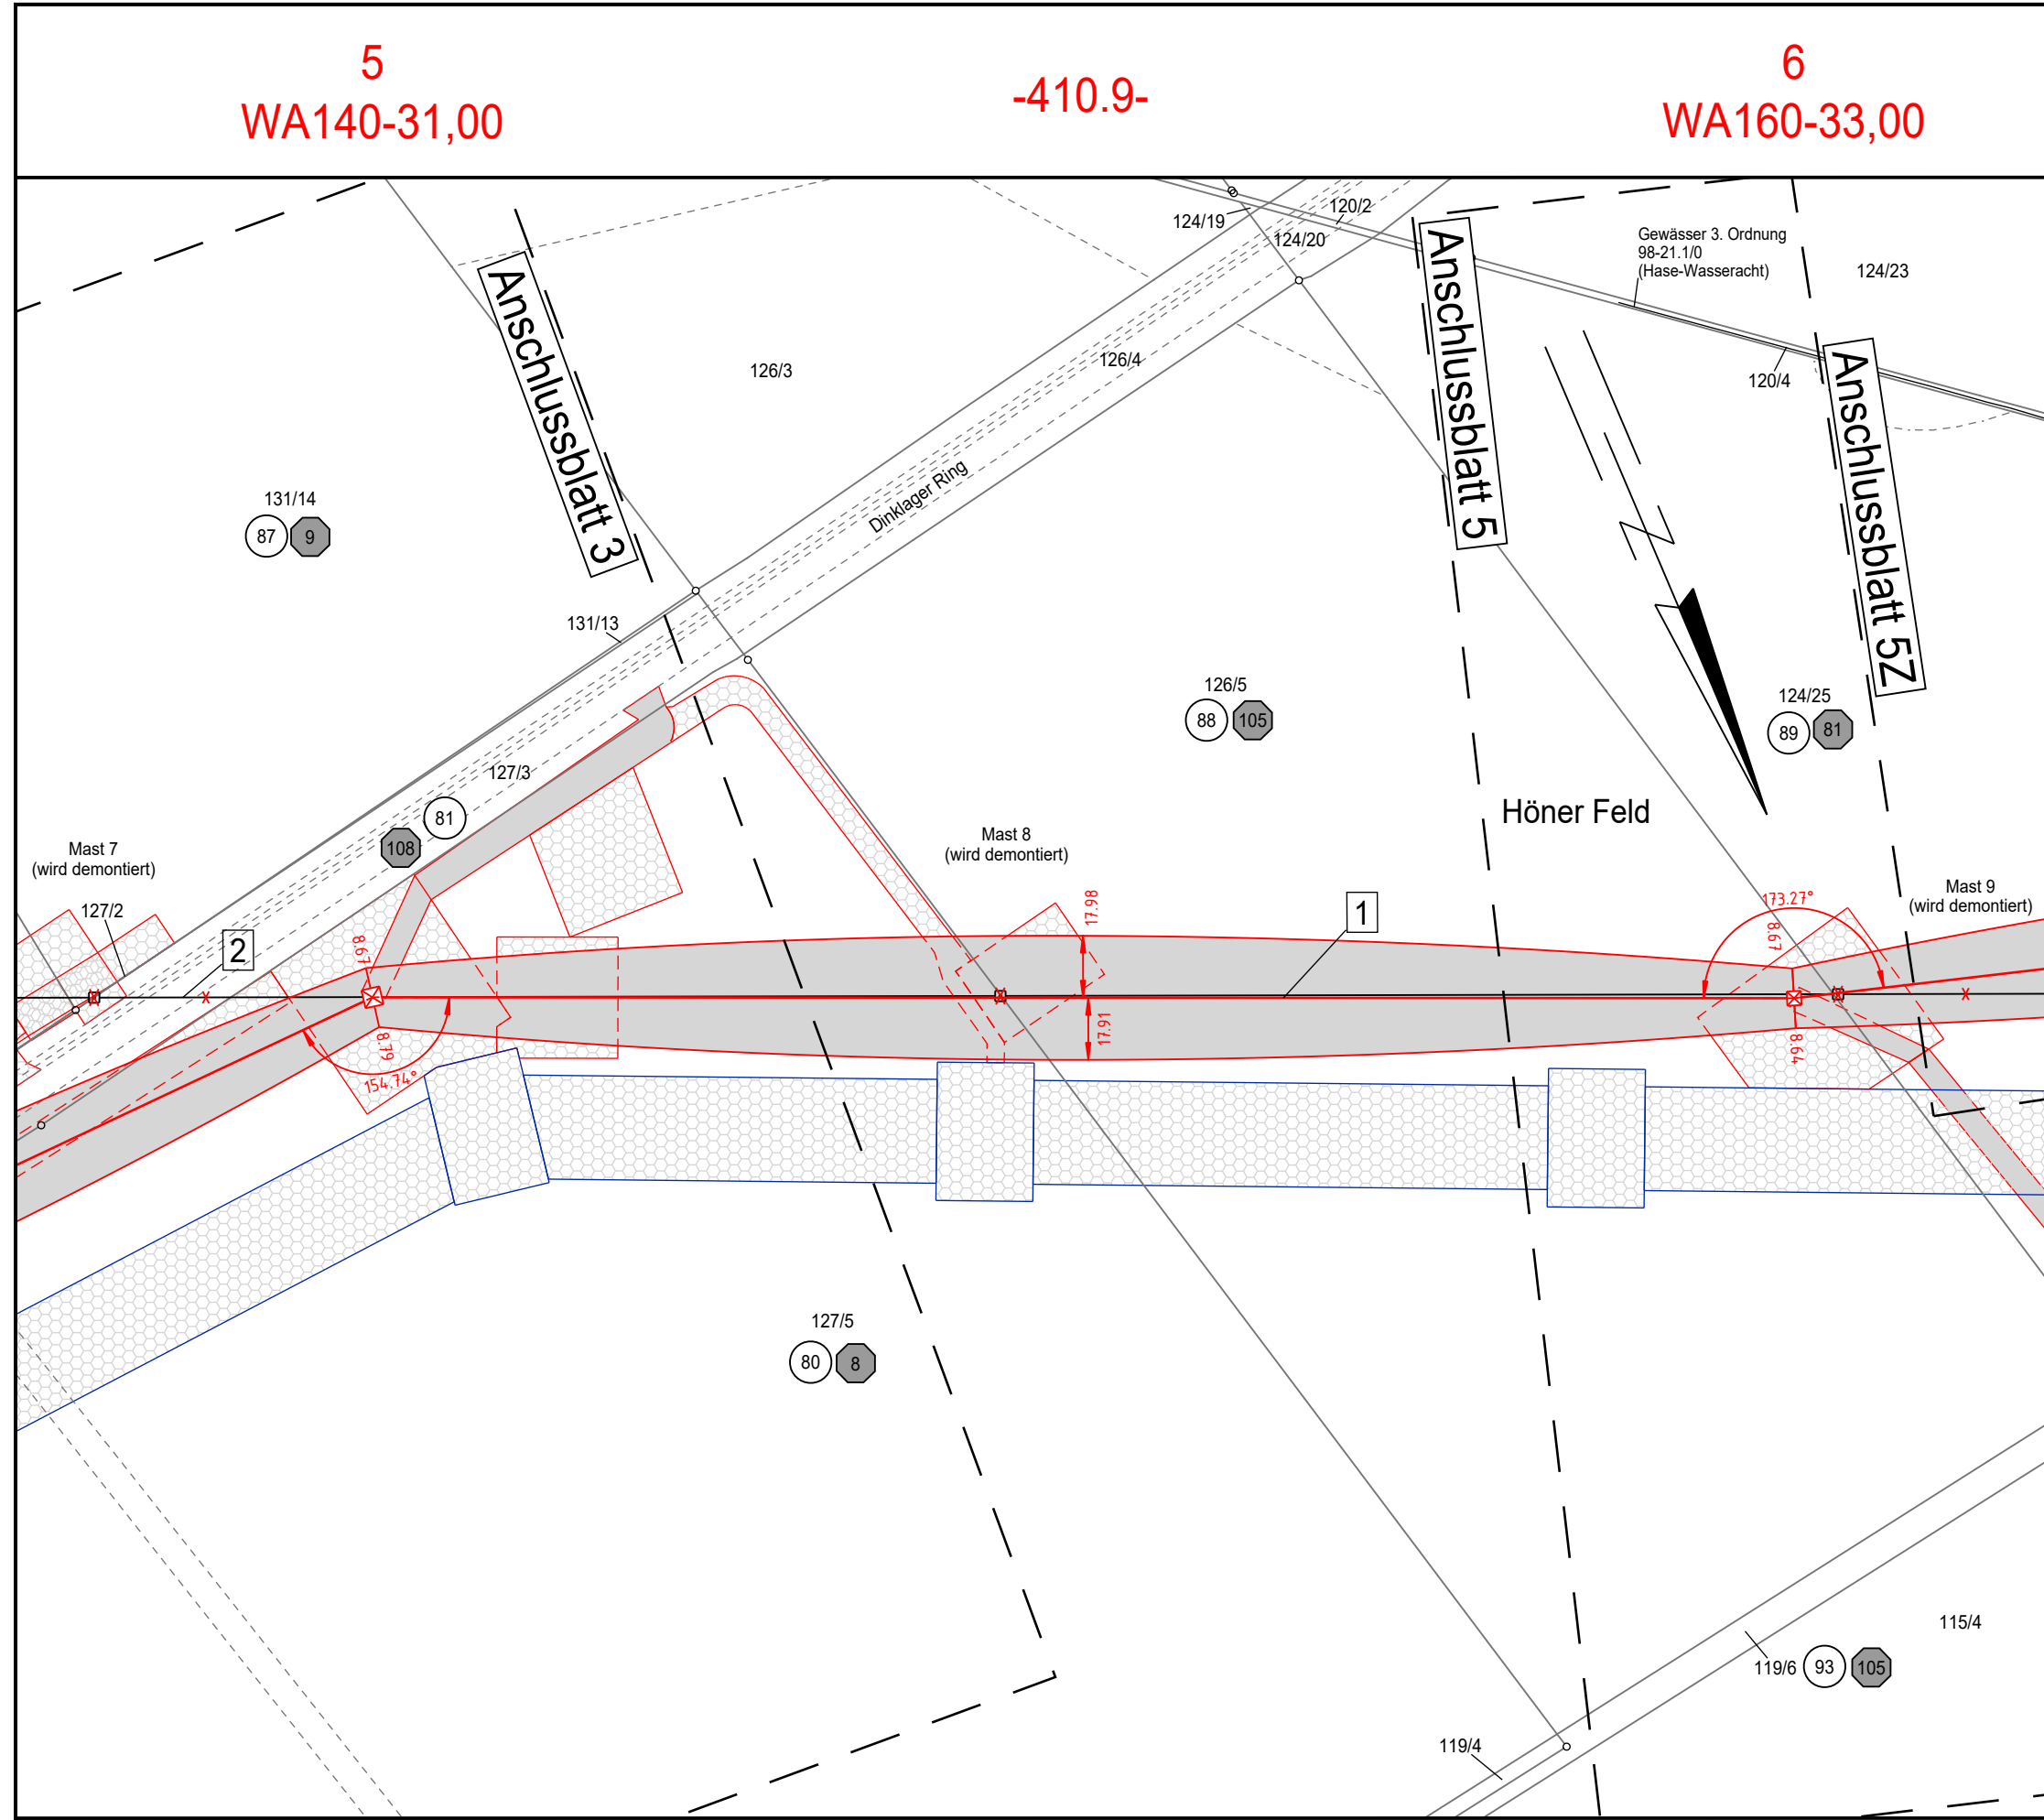 5
WA140-31,00
-410.9-
6
WA160-33,00
124/19
120/2
124/20
Gewässer 3. Ordnung
98-21.1/0
(Hase-Wasseracht)
124/23
Anschlussblatt 3
126/3
126/4
Anschlussblatt 5
120/4
Anschlussblatt 5Z
Dinklager Ring
131/14
87
9
131/13
126/5
88
105
124/25
89
81
127/3
81
108
Höner Feld
Mast 7
(wird demontiert)
Mast 8
(wird demontiert)
Mast 9
(wird demontiert)
127/2
2
1
8.67
17.98
173.27°
8.67
8.79
154.74°
17.91
8.64
127/5
80
8
115/4
119/6
93
105
119/4